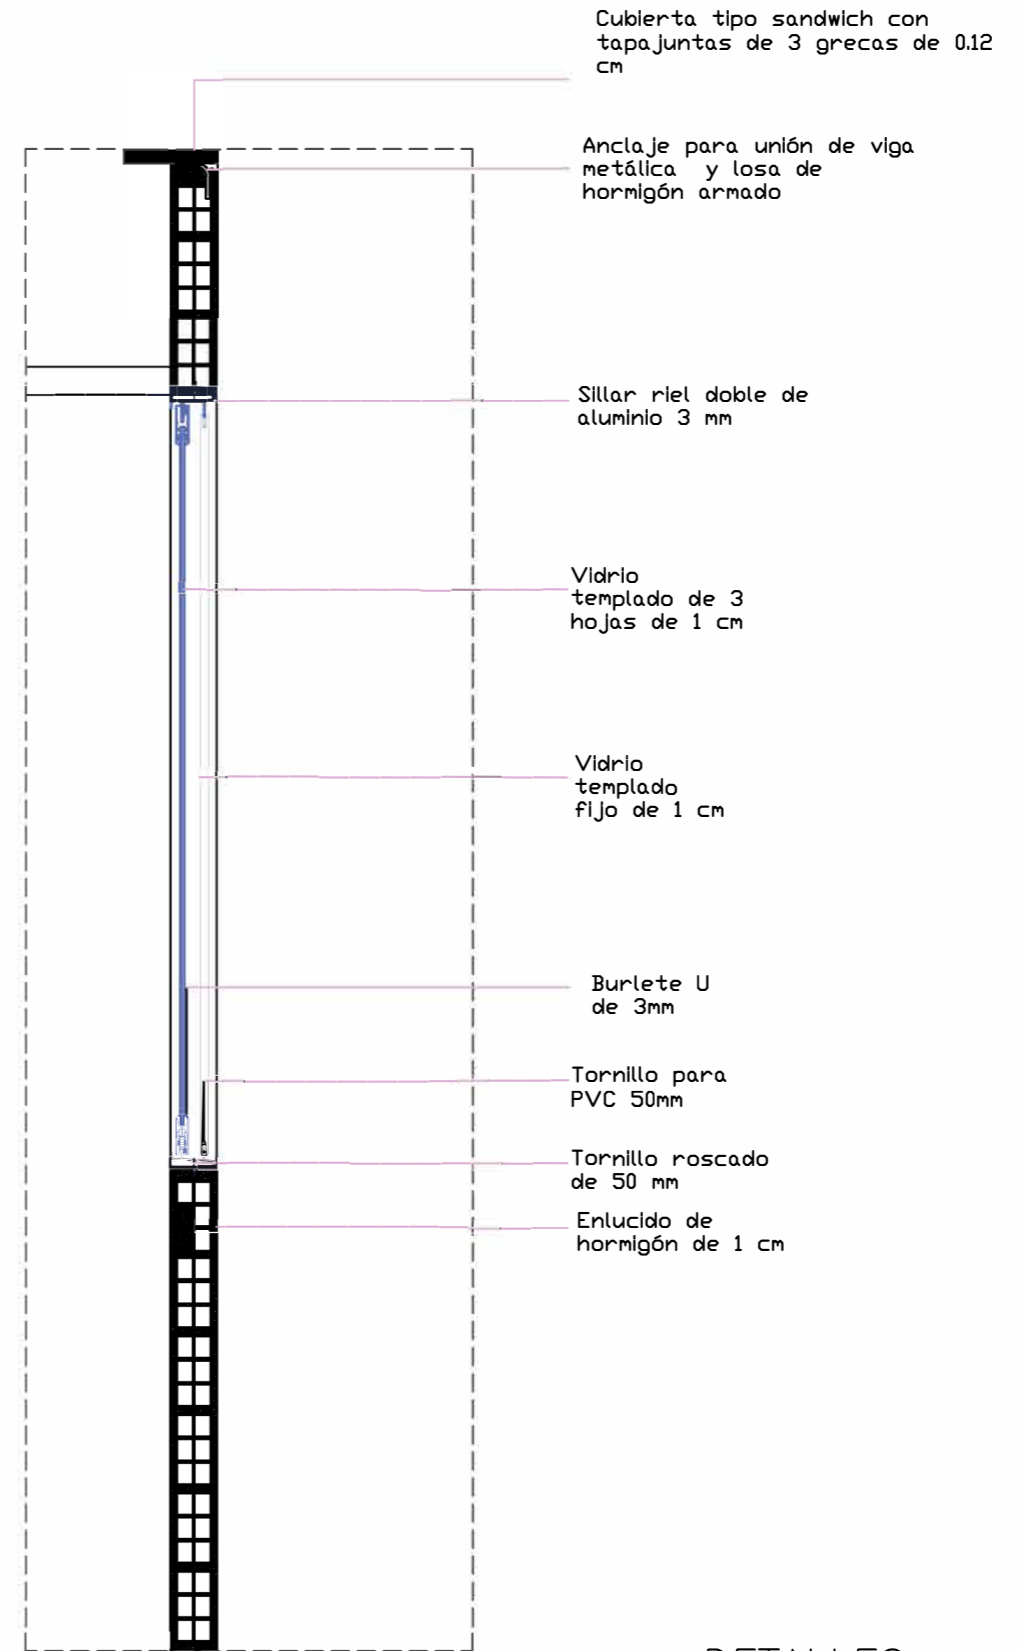 Cubierta tipo sandwich con
tapajuntas de 3 grecas de 0.12
cm
Anclaje para unión de viga
metálica y losa de
hormigón armado
Sillar riel doble de
aluminio 3 mm
Vidrio
templado de 3
hojas de 1 cm
Vidrio
templado
fijo de 1 cm
Burlete U
de 3mm
Tornillo para
PVC 50mm
Tornillo roscado
de 50 mm
Enlucido de
hormigón de 1 cm
DETALLES